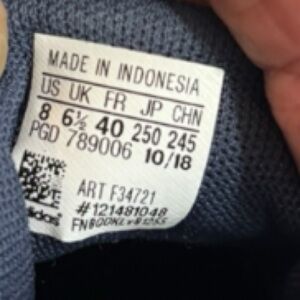 MADE IN INDONESIA
US UK FR JP CHN
8 6½ 40 250 245
PGD 789006 10/18
ART F34721
#121481048
adidas